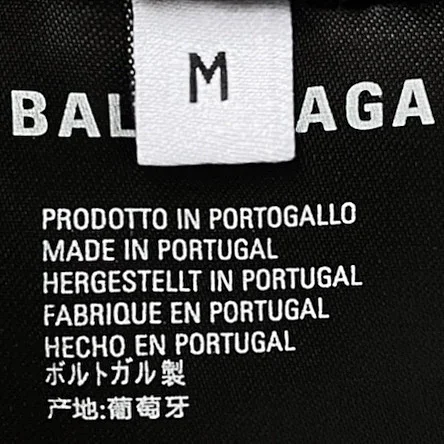 M
BAL AGA
PRODOTTO IN PORTOGALLO
MADE IN PORTUGAL
HERGESTELLT IN PORTUGAL
FABRIQUE EN PORTUGAL
HECHO EN PORTUGAL
ボルトガル製
产地:葡萄牙